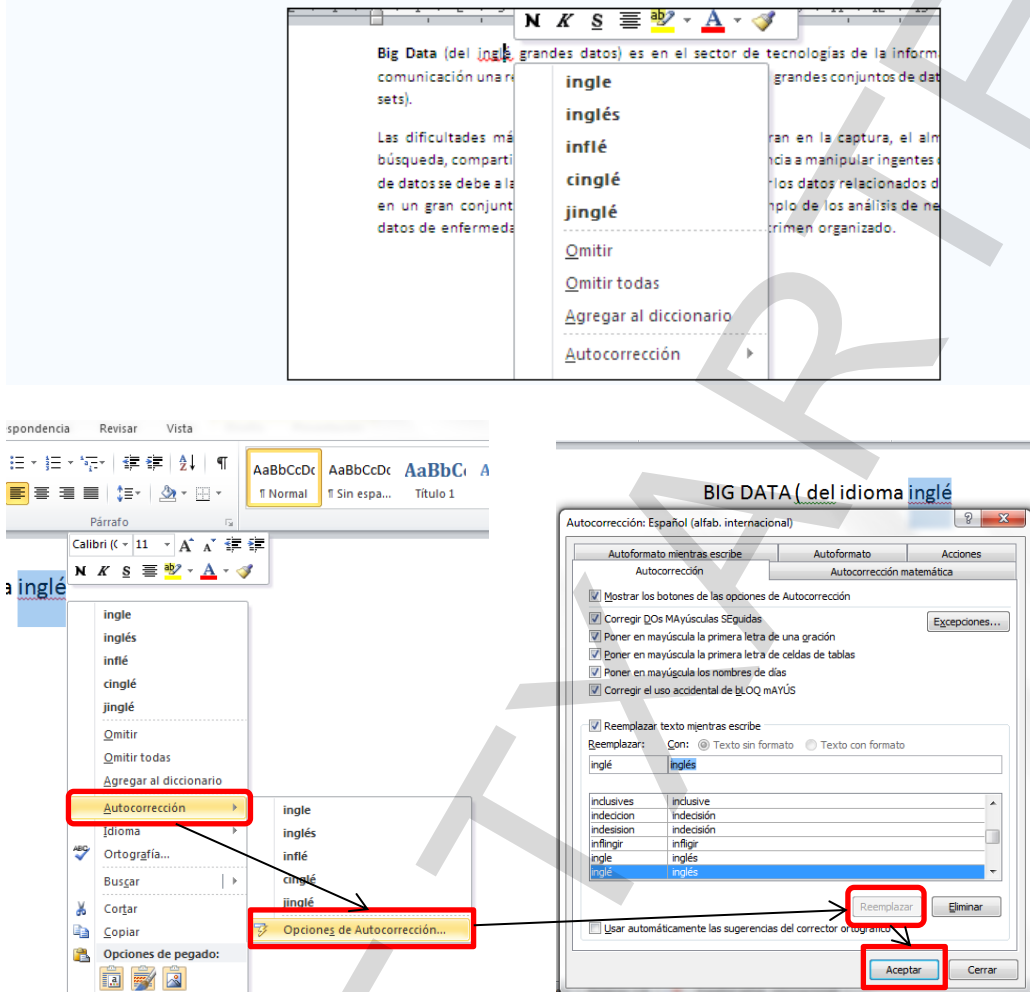 N K S ab A
Big Data (del inglé grandes datos) es en el sector de tecnologías de la inform
comunicación una re grandes conjuntos de dat
sets).
Las dificultades má ran en la captura, el alm
búsqueda, comparti ncia a manipular ingentes
de datos se debe a la los datos relacionados d
en un gran conjunt mplo de los análisis de ne
datos de enfermeda crimen organizado.
ingle
inglés
inflé
cinglé
jinglé
Omitir
Omitir todas
Agregar al diccionario
Autocorrección
spondencia Revisar Vista
AaBbCcDc AaBbCcDc AaBbC A
¶ Normal ¶ Sin espa... Título 1
Párrafo
Calibri (( 11 A A
N K S ab A
a inglé
ingle
inglés
inflé
cinglé
jinglé
Omitir
Omitir todas
Agregar al diccionario
Autocorrección
Idioma
Ortografía...
Buscar
Cortar
Copiar
Opciones de pegado:
ingle
inglés
inflé
cinglé
jinglé
Opciones de Autocorrección...
BIG DATA ( del idioma inglé
Autocorrección: Español (alfab. internacional)
Autoformato mientras escribe Autoformato Acciones
Autocorrección Autocorrección matemática
Mostrar los botones de las opciones de Autocorrección
Corregir DOs MAyúsculas SEguidas Excepciones...
Poner en mayúscula la primera letra de una oración
Poner en mayúscula la primera letra de celdas de tablas
Poner en mayúscula los nombres de días
Corregir el uso accidental de bLOQ mAYÚS
Reemplazar texto mientras escribe
Reemplazar: Con: Texto sin formato Texto con formato
inglé inglés
inclusives inclusive
indecicion indecisión
indesision indecisión
inflingir infligir
ingle inglés
inglé inglés
Reemplazar Eliminar
Usar automáticamente las sugerencias del corrector ortográfico
Aceptar Cerrar